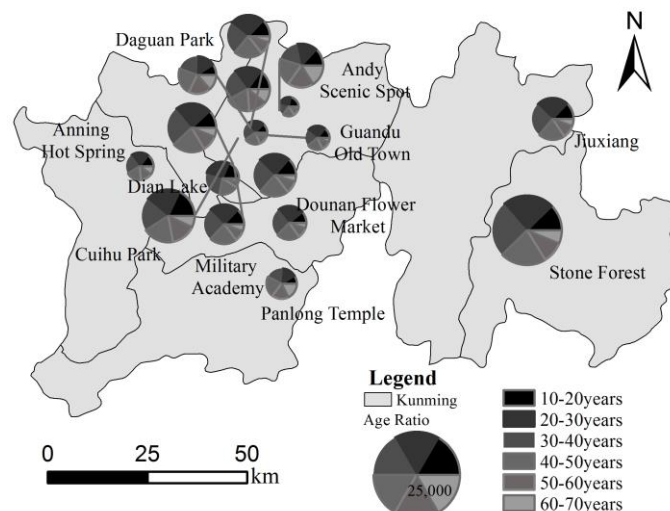 N
Daguan Park
Andy
Scenic Spot
Anning
Hot Spring
Guandu
Old Town
Jiuxiang
Dian Lake
Dounan Flower
Market
Cuihu Park
Military
Academy
Stone Forest
Panlong Temple
Legend
Kunming
Age Ratio
25,000
10-20years
20-30years
30-40years
40-50years
50-60years
60-70years
0 25 50
km